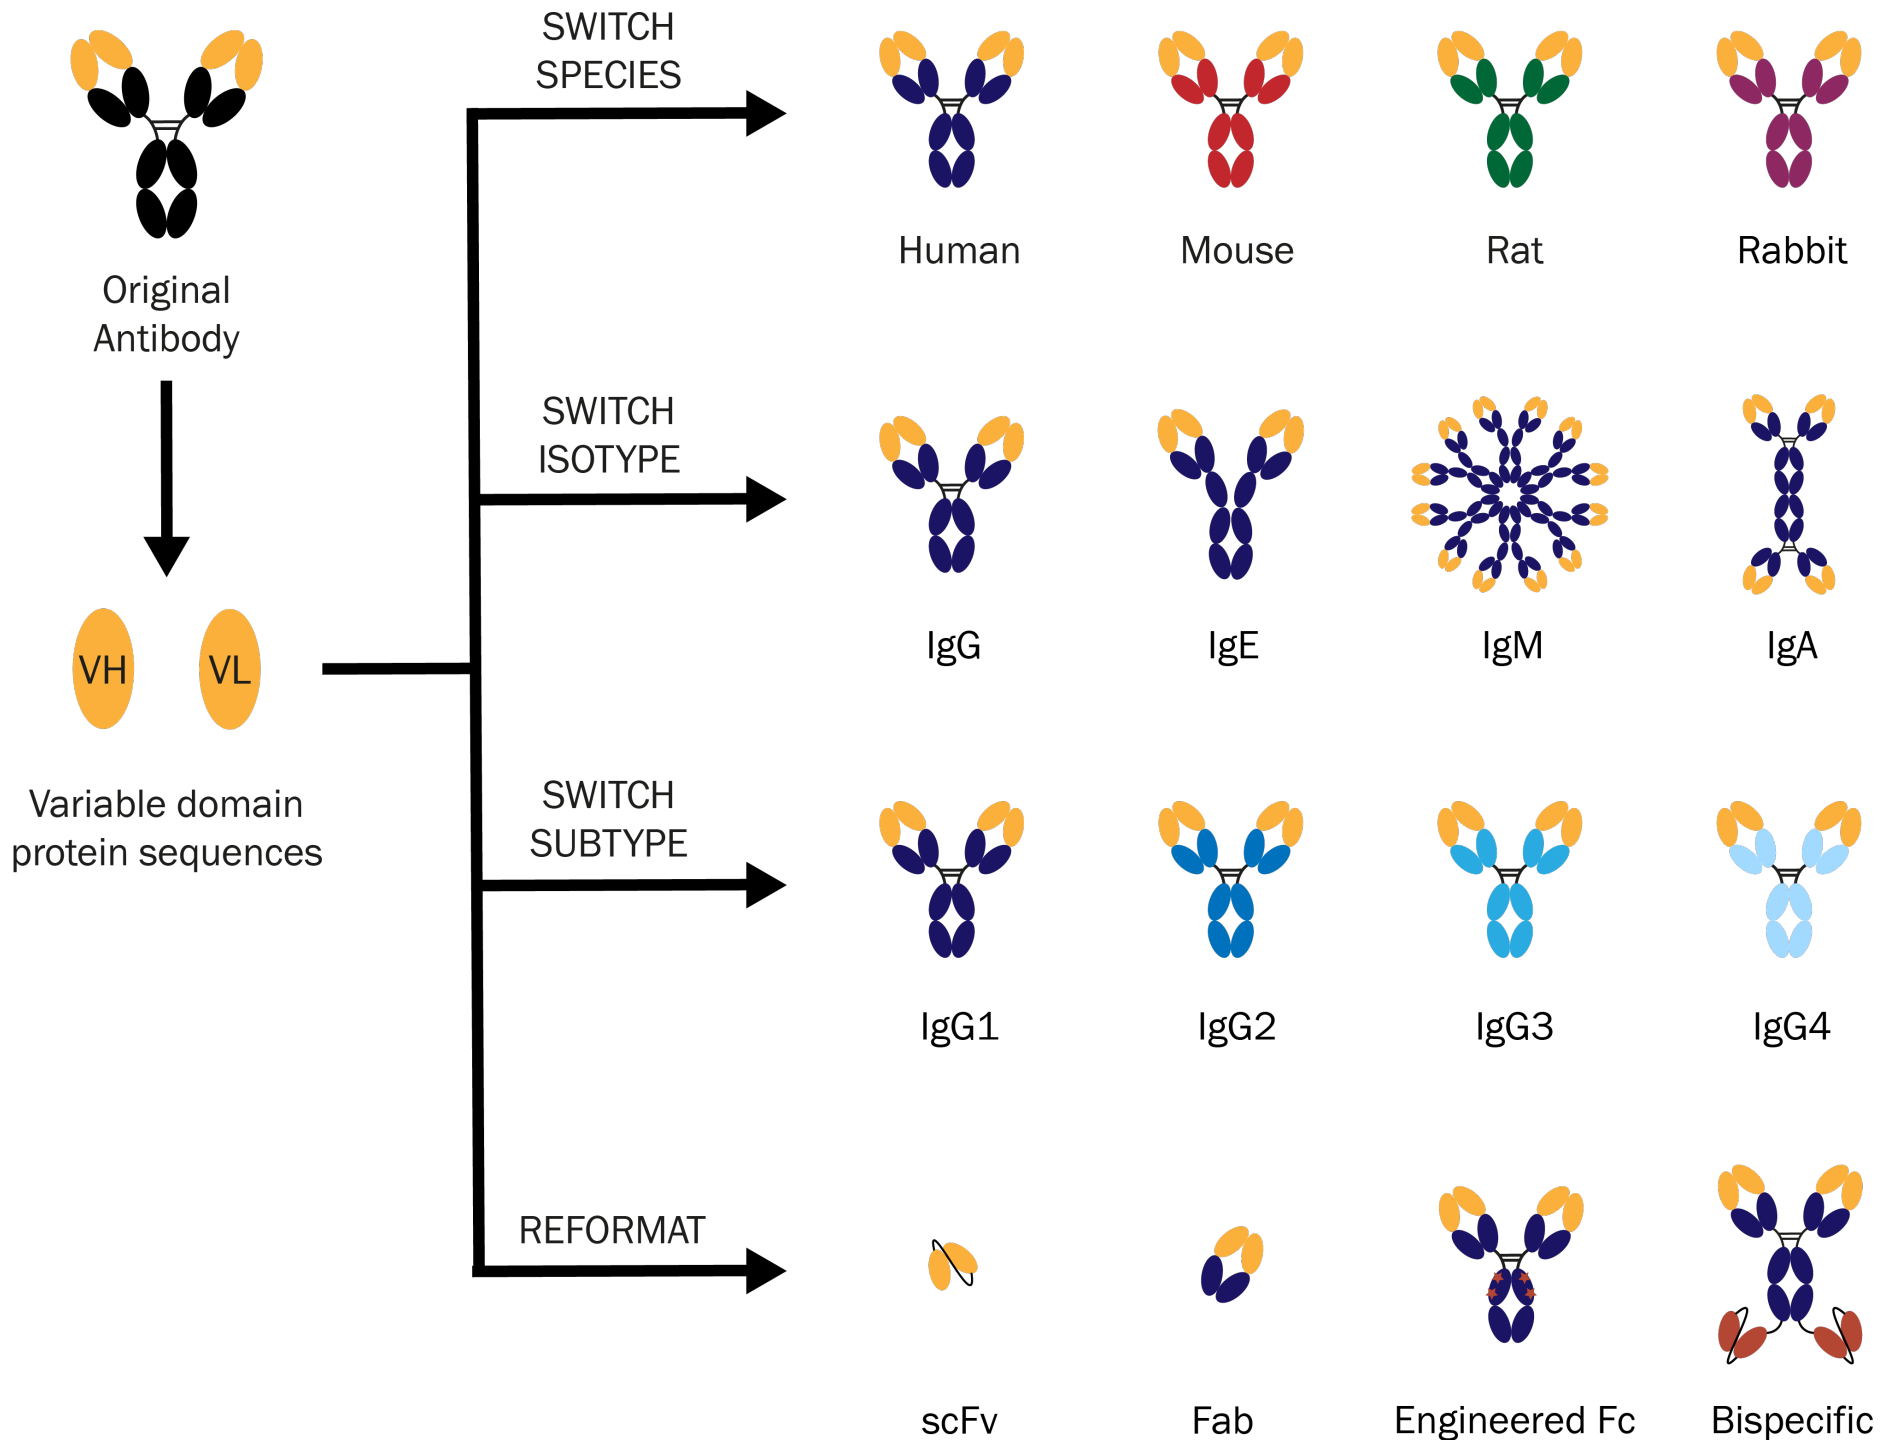 Original
Antibody
VH
VL
Variable domain
protein sequences
SWITCH
SPECIES
Human
Mouse
Rat
Rabbit
SWITCH
ISOTYPE
IgG
IgE
IgM
IgA
SWITCH
SUBTYPE
IgG1
IgG2
IgG3
IgG4
REFORMAT
scFv
Fab
Engineered Fc
Bispecific